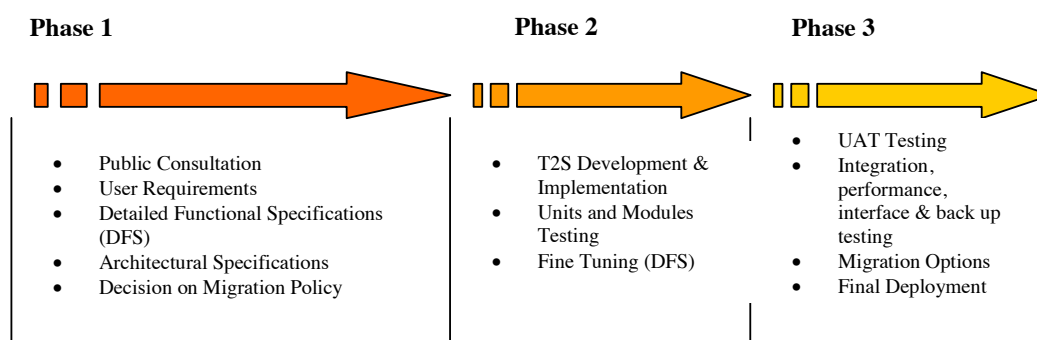 Phase 1
• Public Consultation
• User Requirements
• Detailed Functional Specifications
(DFS)
• Architectural Specifications
• Decision on Migration Policy
Phase 2
• T2S Development &
Implementation
• Units and Modules
Testing
• Fine Tuning (DFS)
Phase 3
• UAT Testing
• Integration,
performance,
interface & back up
testing
• Migration Options
• Final Deployment